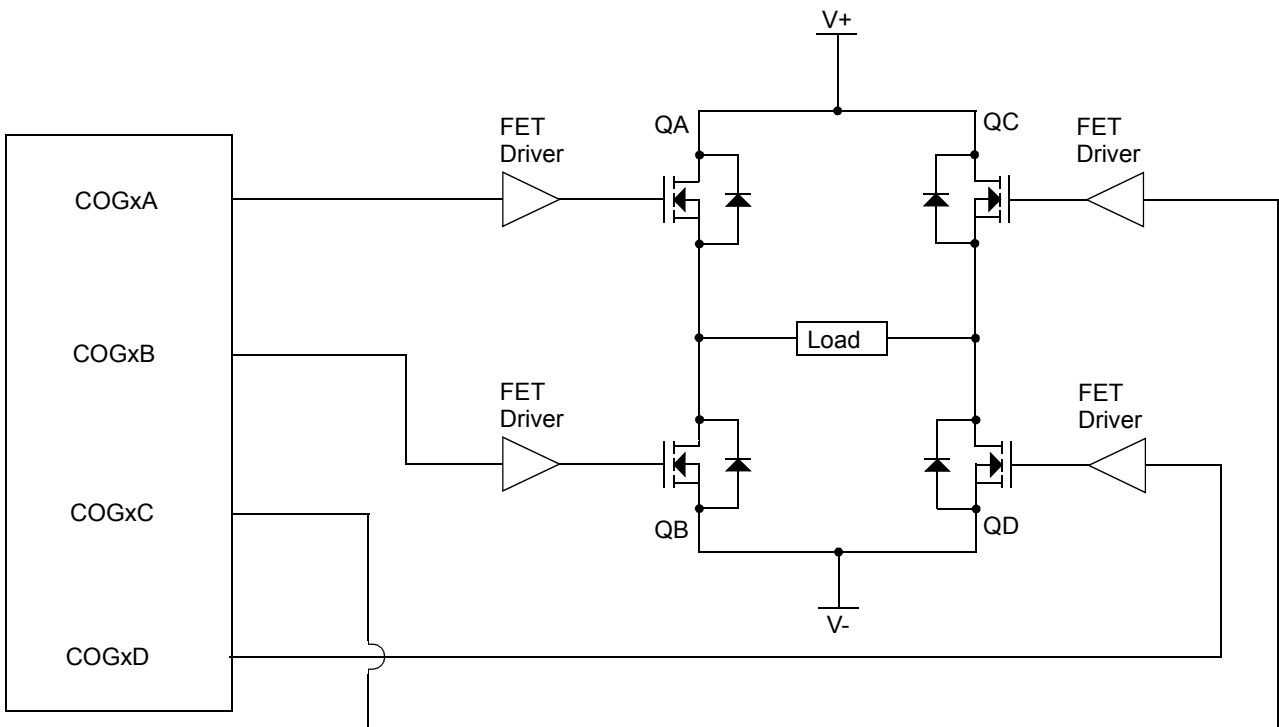 V+
FET
Driver
QA
QC
FET
Driver
COGxA
COGxB
Load
FET
Driver
FET
Driver
COGxC
QB
QD
V-
COGxD